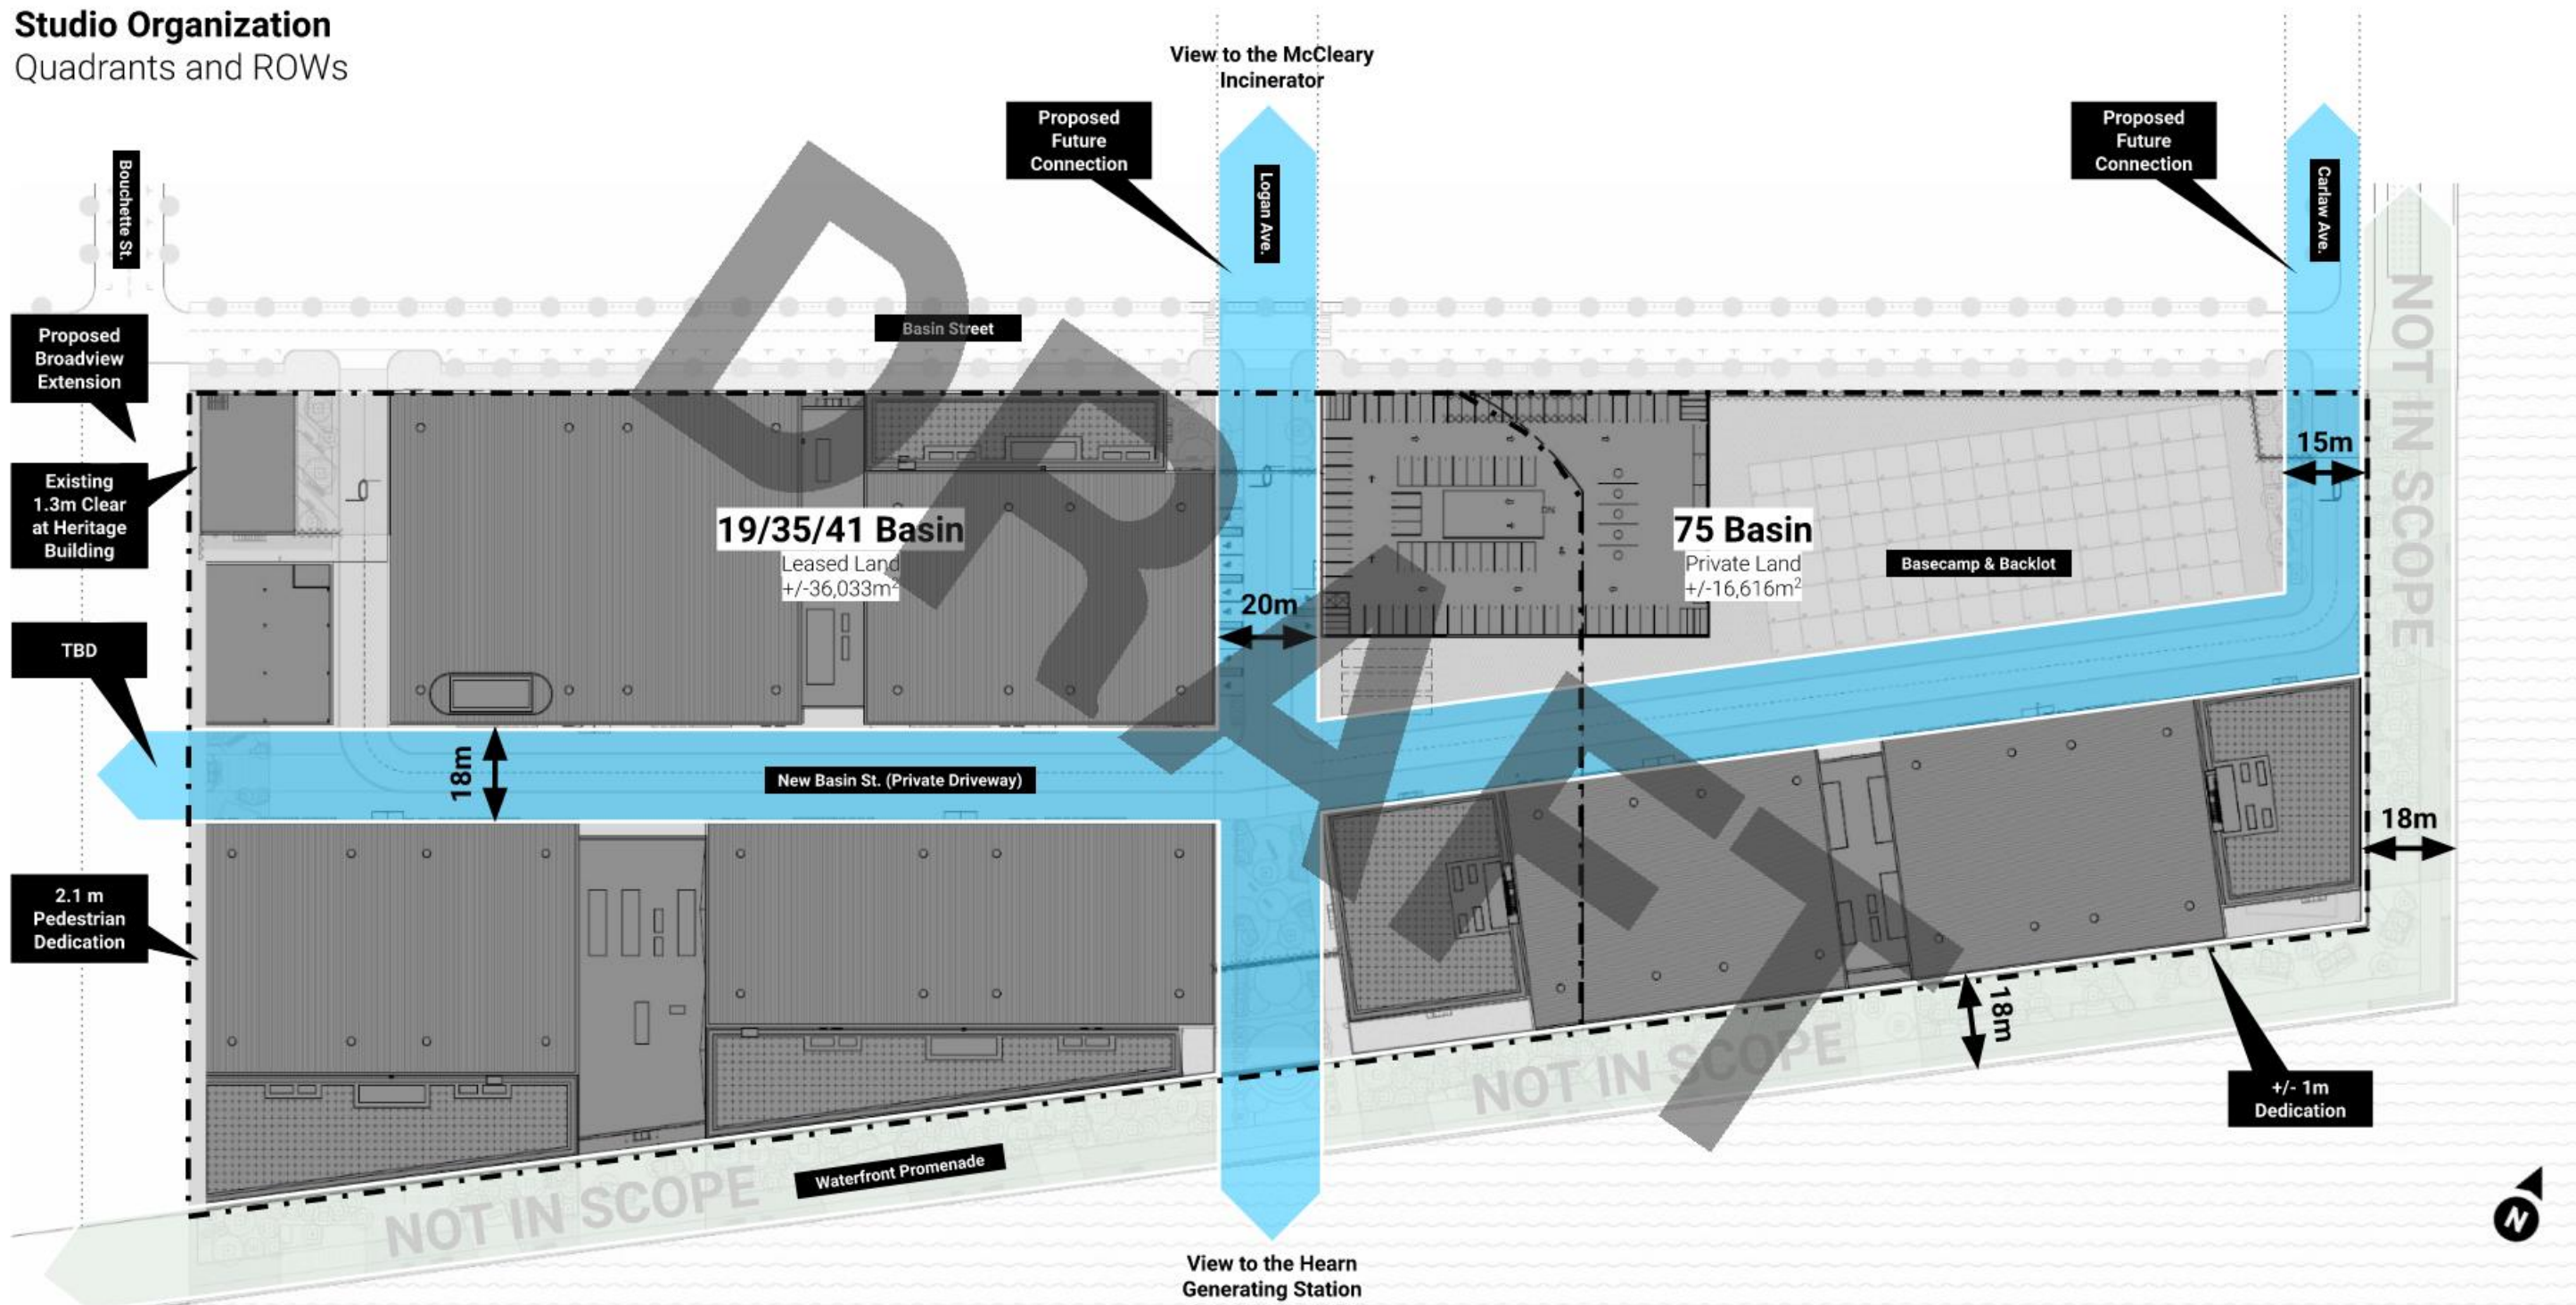 Studio Organization
Quadrants and ROWs
View to the McCleary
Incinerator
Proposed
Future
Connection
Proposed
Future
Connection
Bouchette St.
Logan Ave.
Carlaw Ave.
Basin Street
Proposed
Broadview
Extension
Existing
1.3m Clear
at Heritage
Building
19/35/41 Basin
Leased Land
+/-36,033m²
20m
75 Basin
Private Land
+/-16,616m²
Basecamp & Backlot
15m
NOT IN SCOPE
DN
TBD
18m
New Basin St. (Private Driveway)
18m
2.1 m
Pedestrian
Dedication
18m
NOT IN SCOPE
+/- 1m
Dedication
Waterfront Promenade
NOT IN SCOPE
View to the Hearn
Generating Station
N
DRAFT